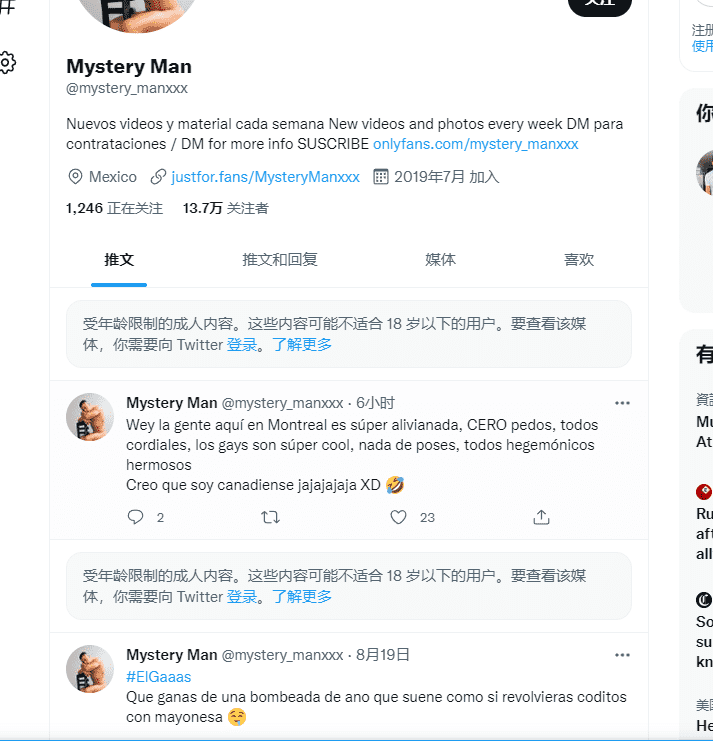 关注
Mystery Man
@mystery_manxxx
注册
使用
Nuevos videos y material cada semana New videos and photos every week DM para
contrataciones / DM for more info SUSCRIBE onlyfans.com/mystery_manxxx
你
Mexico justfor.fans/MysteryManxxx 2019年7月 加入
1,246 正在关注 13.7万 关注者
推文 推文和回复 媒体 喜欢
受年龄限制的成人内容。这些内容可能不适合 18 岁以下的用户。要查看该媒
体，你需要向 Twitter 登录。了解更多
有
Mystery Man @mystery_manxxx · 6小时
Wey la gente aquí en Montreal es súper alivianada, CERO pedos, todos
cordiales, los gays son súper cool, nada de poses, todos hegemónicos
hermosos
Creo que soy canadiense jajajajaja XD 🤣
2 23
資
Mu
At
Ru
aft
all
受年龄限制的成人内容。这些内容可能不适合 18 岁以下的用户。要查看该媒
体，你需要向 Twitter 登录。了解更多
So
su
kn
Mystery Man @mystery_manxxx · 8月19日
#ElGaaas
Que ganas de una bombeada de ano que suene como si revolvieras coditos
con mayonesa 😌
美国
He